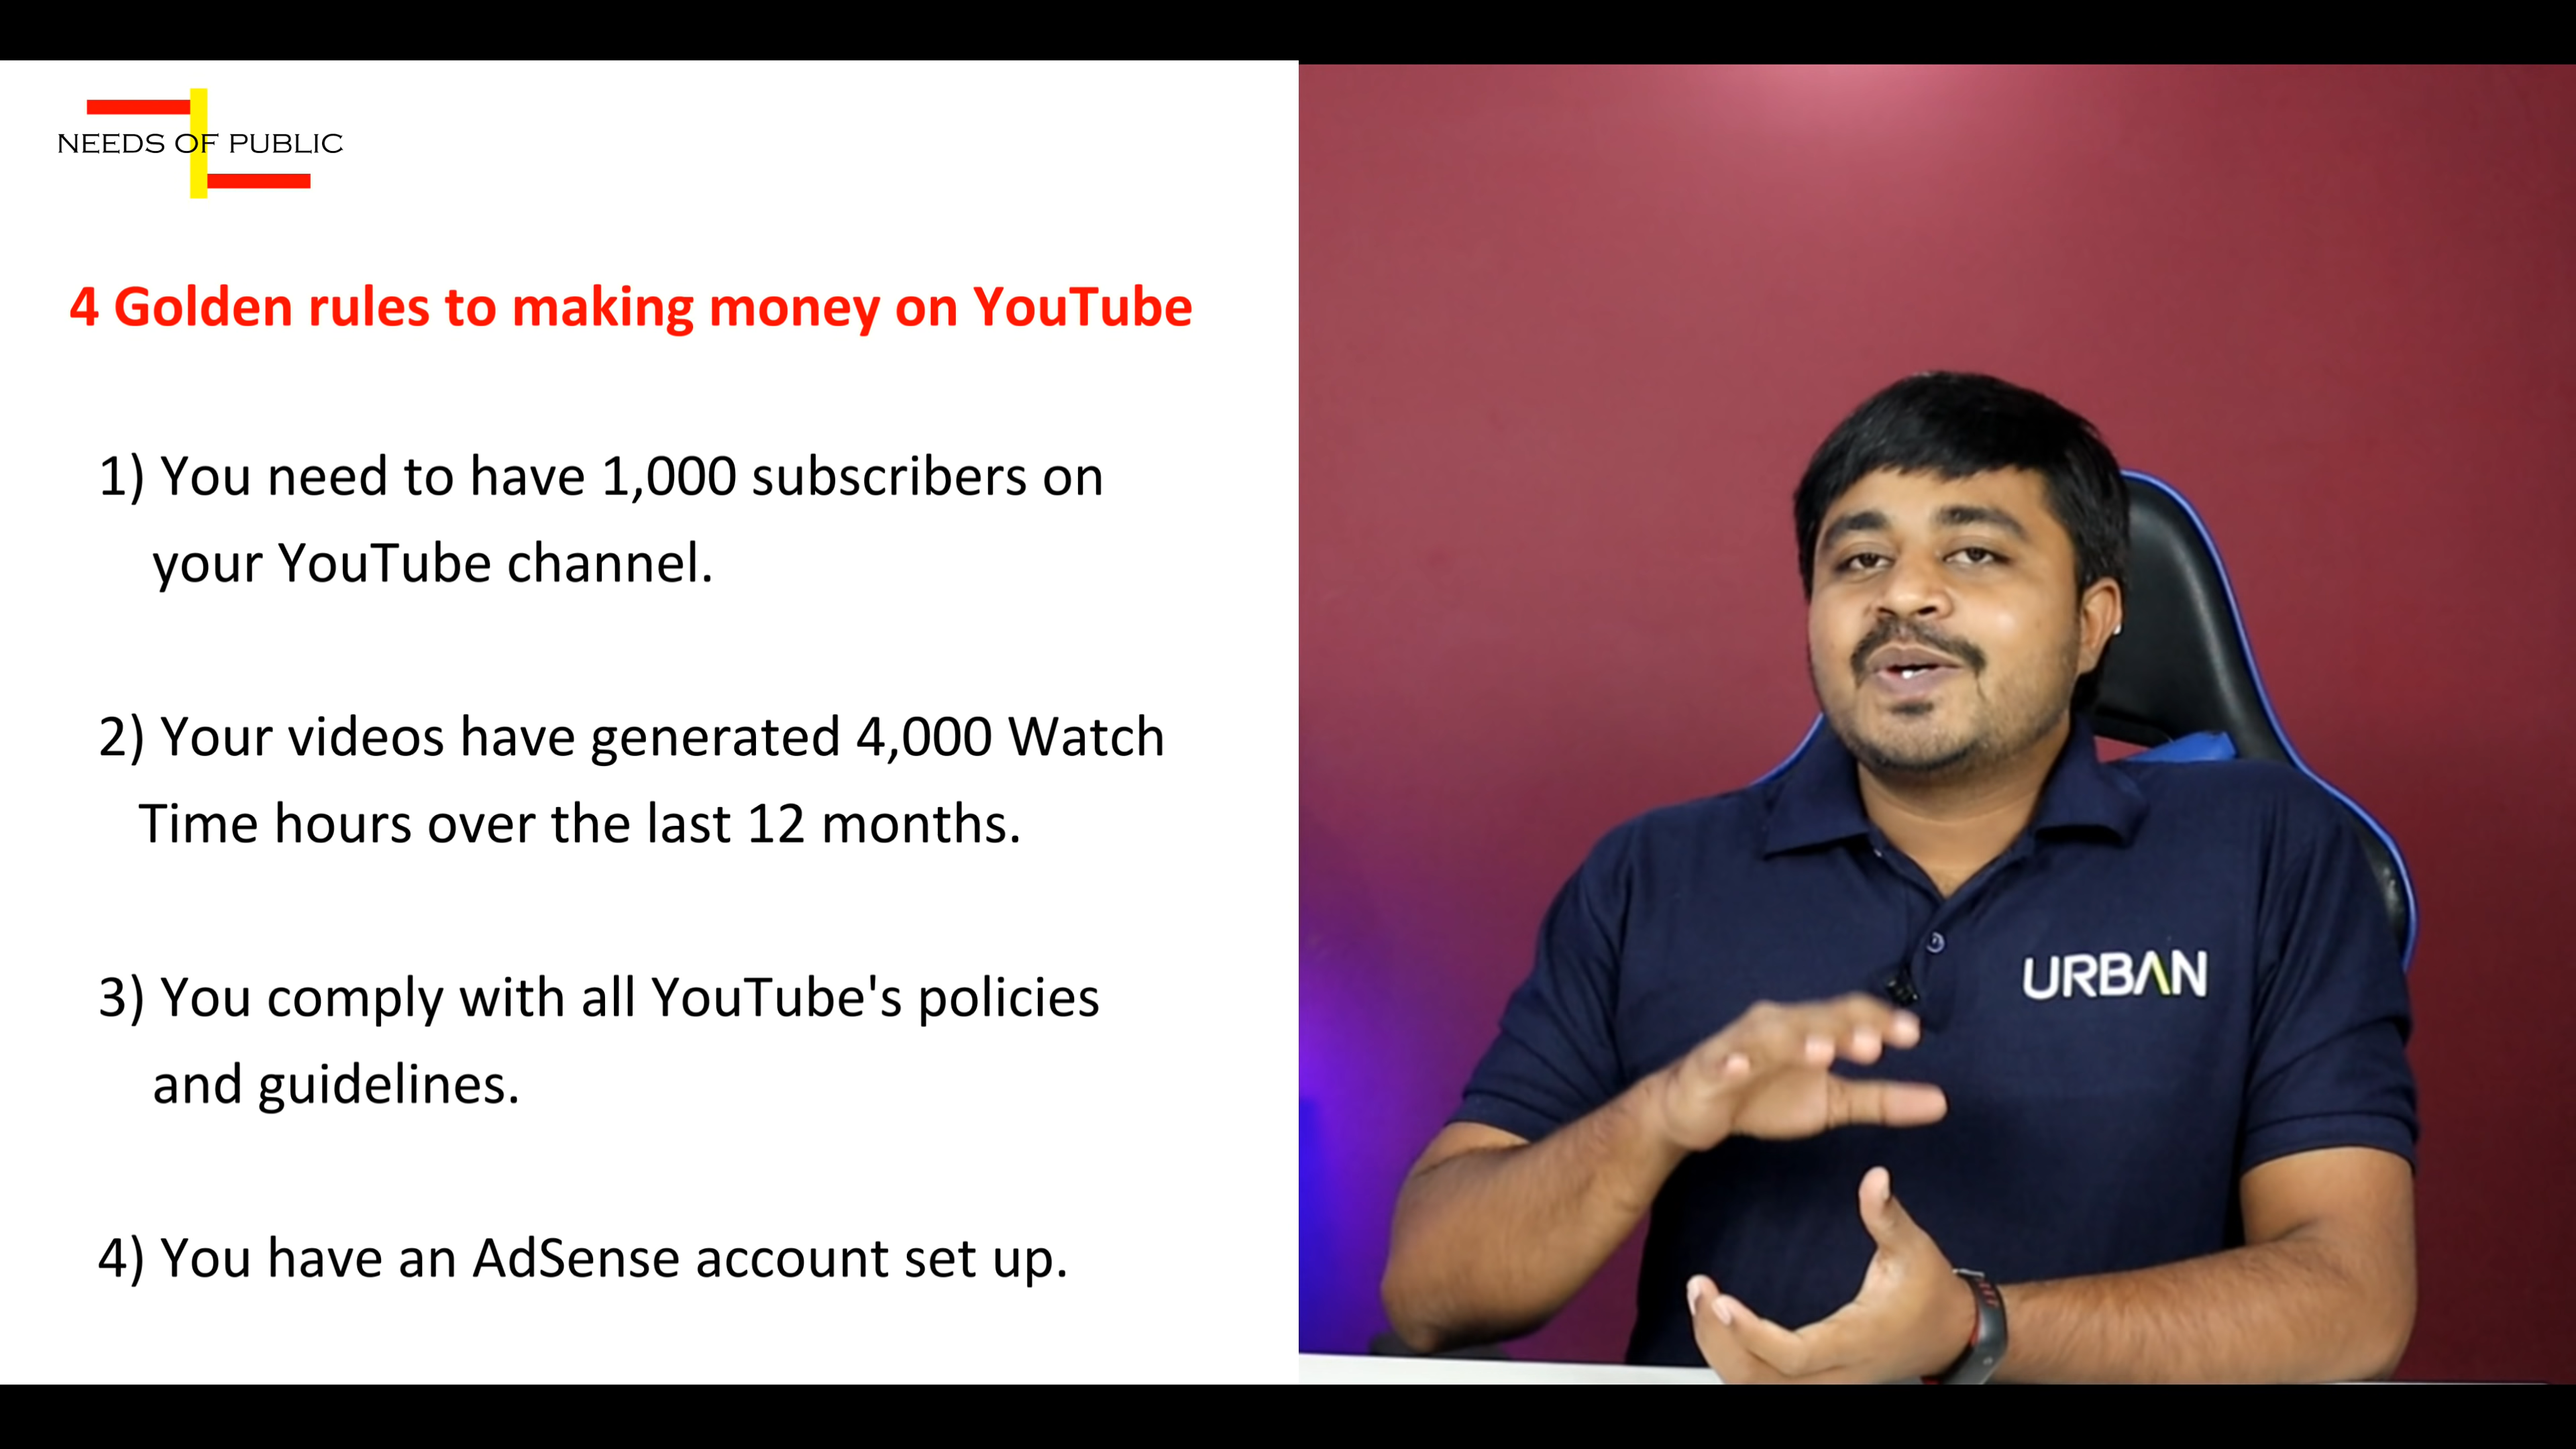 NEEDS OF PUBLIC
4 Golden rules to making money on YouTube
1) You need to have 1,000 subscribers on
your YouTube channel.
2) Your videos have generated 4,000 Watch
Time hours over the last 12 months.
3) You comply with all YouTube's policies
and guidelines.
4) You have an AdSense account set up.
URBAN